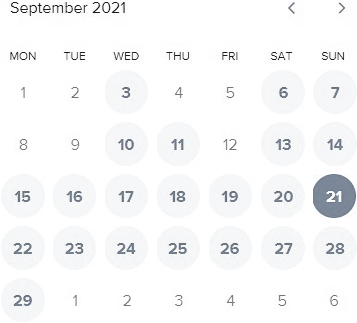 September 2021
MON TUE WED THU FRI SAT SUN
1 2 3 4 5 6 7
8 9 10 11 12 13 14
15 16 17 18 19 20 21
22 23 24 25 26 27 28
29 1 2 3 4 5 6